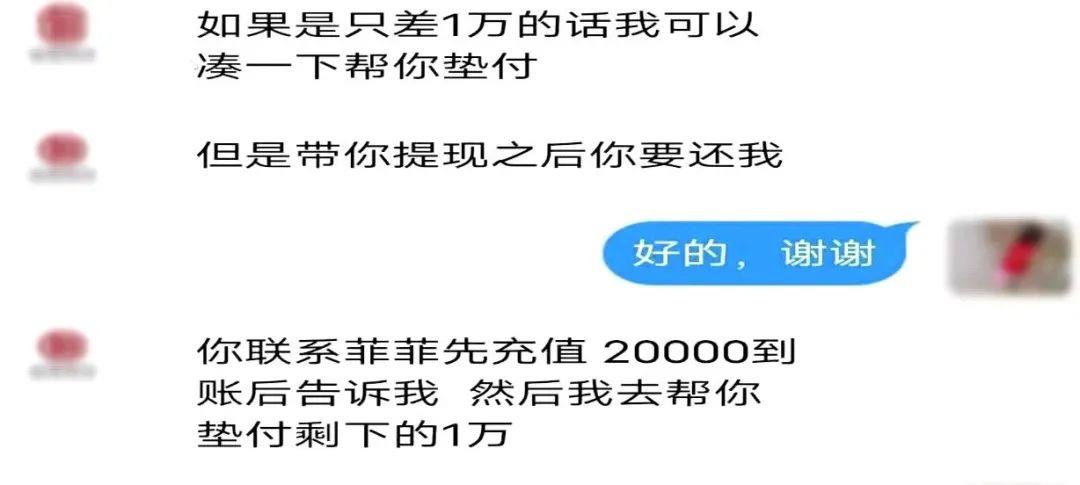 如果是只差1万的话我可以
凑一下帮你垫付
但是带你提现之后你要还我
好的，谢谢
你联系菲菲先充值 20000到
账后告诉我 然后我去帮你
垫付剩下的1万